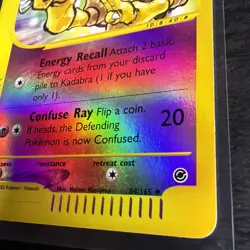 Energy Recall Attach 2 basic
Energy cards from your discard
pile to Kadabra (1 if you have
only 1).
Confuse Ray Flip a coin. 20
If heads, the Defending
Pokémon is now Confused.
resistance retreat cost